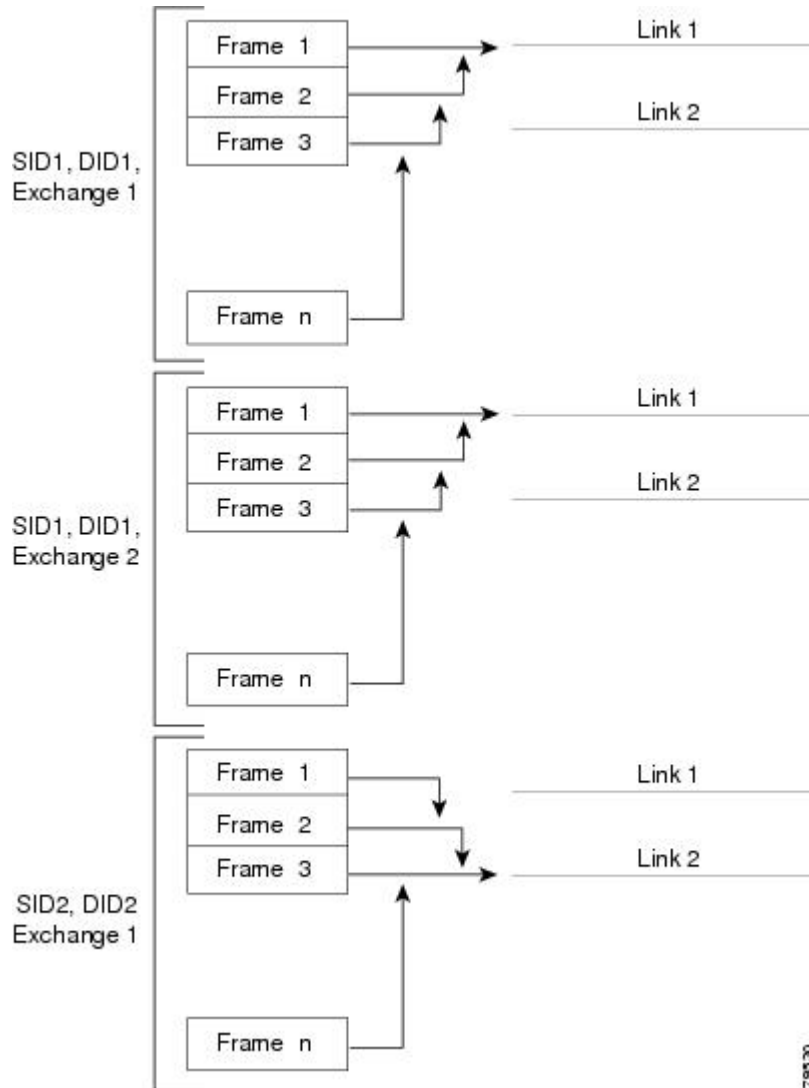 Frame 1
Link 1
Frame 2
Link 2
Frame 3
SID1, DID1,
Exchange 1
Frame n
Frame 1
Link 1
Frame 2
Link 2
Frame 3
SID1, DID1,
Exchange 2
Frame n
Frame 1
Link 1
Frame 2
Link 2
Frame 3
SID2, DID2
Exchange 1
Frame n